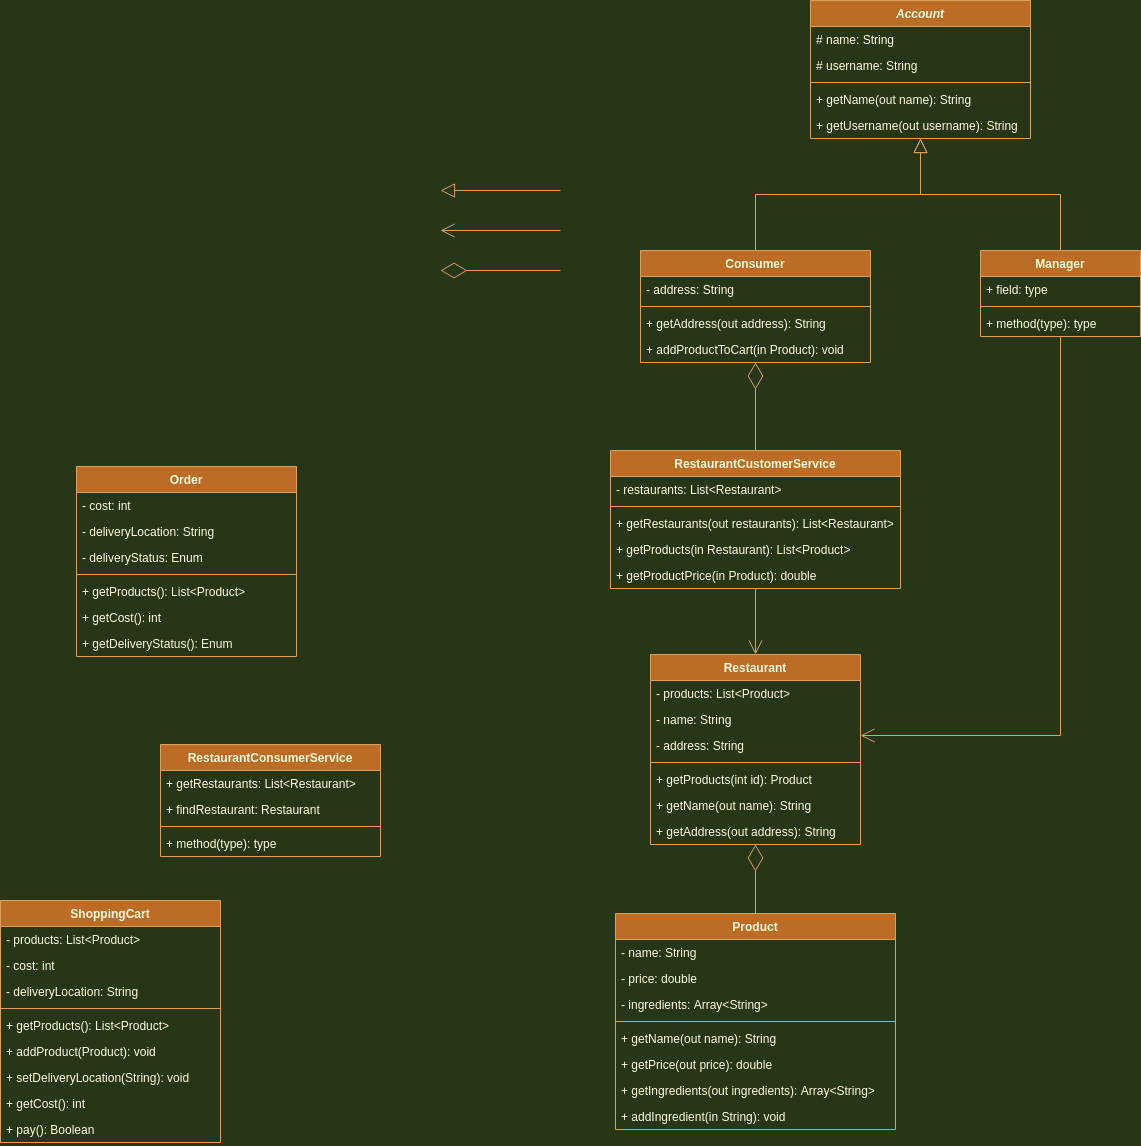 Account
# name: String
# username: String
+ getName(out name): String
+ getUsername(out username): String
Consumer
- address: String
+ getAddress(out address): String
+ addProductToCart(in Product): void
Manager
+ field: type
+ method(type): type
RestaurantCustomerService
- restaurants: List<Restaurant>
+ getRestaurants(out restaurants): List<Restaurant>
+ getProducts(in Restaurant): List<Product>
+ getProductPrice(in Product): double
Order
- cost: int
- deliveryLocation: String
- deliveryStatus: Enum
+ getProducts(): List<Product>
+ getCost(): int
+ getDeliveryStatus(): Enum
Restaurant
- products: List<Product>
- name: String
- address: String
+ getProducts(int id): Product
+ getName(out name): String
+ getAddress(out address): String
RestaurantConsumerService
+ getRestaurants: List<Restaurant>
+ findRestaurant: Restaurant
+ method(type): type
ShoppingCart
- products: List<Product>
- cost: int
- deliveryLocation: String
+ getProducts(): List<Product>
+ addProduct(Product): void
+ setDeliveryLocation(String): void
+ getCost(): int
+ pay(): Boolean
Product
- name: String
- price: double
- ingredients: Array<String>
+ getName(out name): String
+ getPrice(out price): double
+ getIngredients(out ingredients): Array<String>
+ addIngredient(in String): void